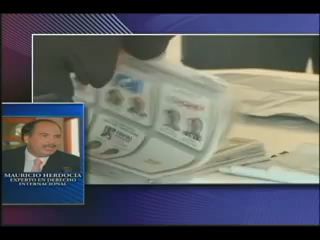 MAURICIO HERDOCIA
EXPERTO EN DERECHO
INTERNACIONAL